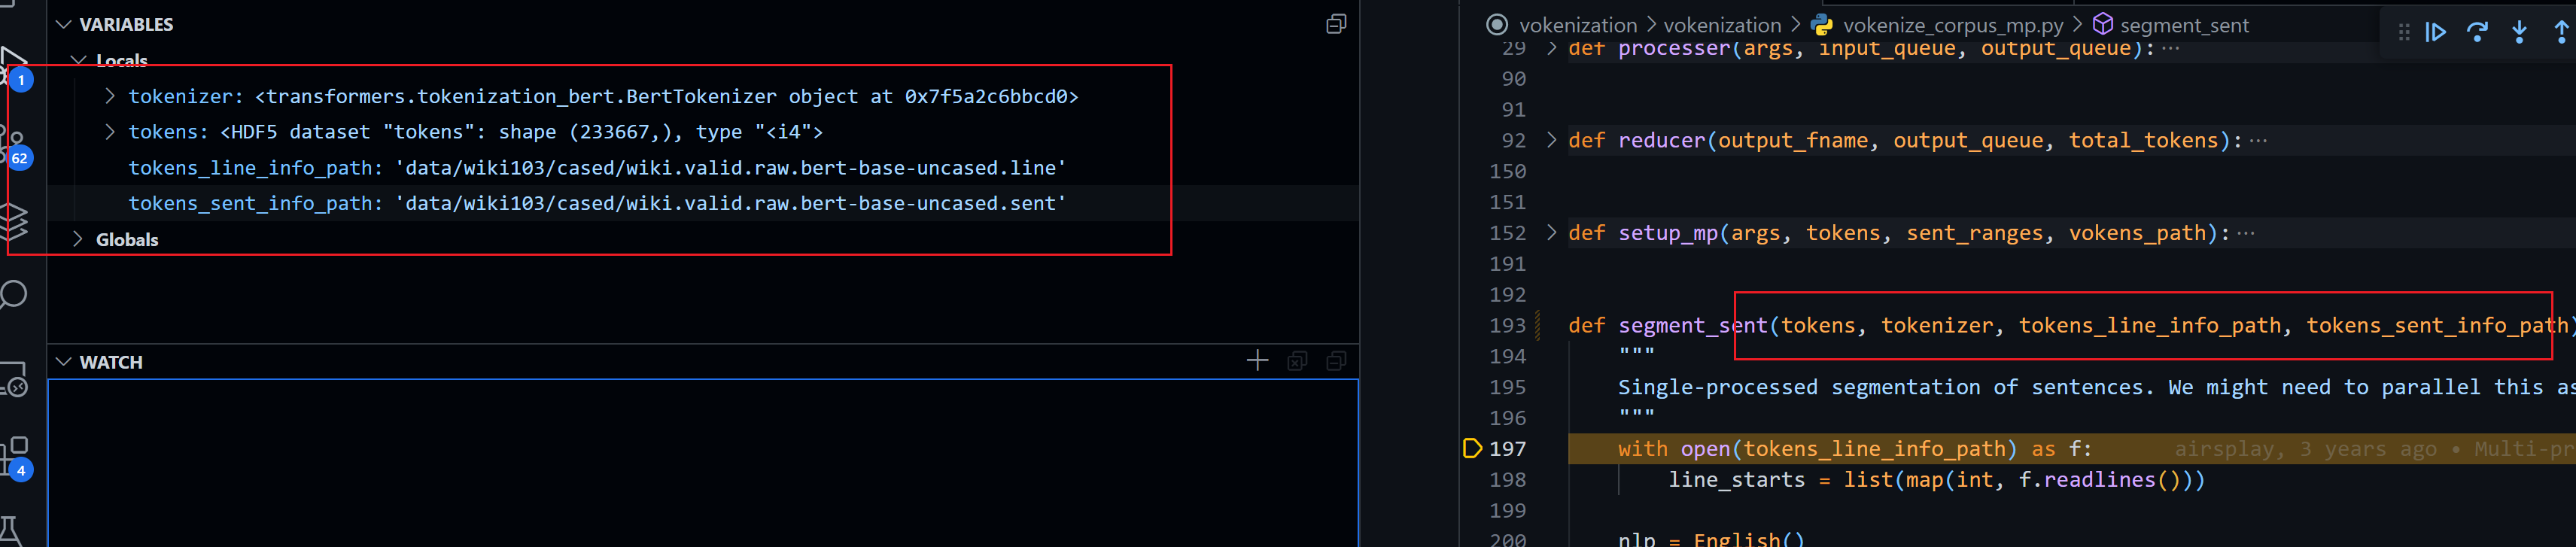 VARIABLES
Locals
tokenizer: <transformers.tokenization_bert.BertTokenizer object at 0x7f5a2c6bbcd0>
tokens: <HDF5 dataset "tokens": shape (233667,), type "<i4">
tokens_line_info_path: 'data/wiki103/cased/wiki.valid.raw.bert-base-uncased.line'
tokens_sent_info_path: 'data/wiki103/cased/wiki.valid.raw.bert-base-uncased.sent'
Globals
WATCH
1
62
4
vokenization > vokenization > vokenize_corpus_mp.py > segment_sent
29 def processer(args, input_queue, output_queue):···
90
91
92 def reducer(output_fname, output_queue, total_tokens):···
150
151
152 def setup_mp(args, tokens, sent_ranges, vokens_path):···
191
192
193 def segment_sent(tokens, tokenizer, tokens_line_info_path, tokens_sent_info_path)
194 """
195 Single-processed segmentation of sentences. We might need to parallel this as
196 """
197 with open(tokens_line_info_path) as f: airsplay, 3 years ago • Multi-pr
198 line_starts = list(map(int, f.readlines()))
199
200 nlp = English()